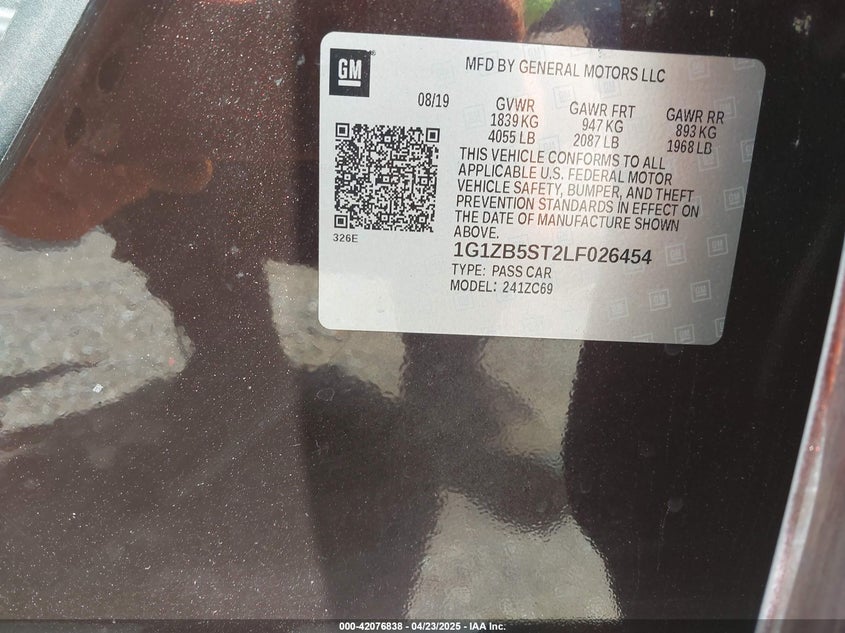 GM
MFD BY GENERAL MOTORS LLC
08/19
GVWR GAWR FRT GAWR RR
1839 KG 947 KG 893 KG
4055 LB 2087 LB 1968 LB
THIS VEHICLE CONFORMS TO ALL
APPLICABLE U.S. FEDERAL MOTOR
VEHICLE SAFETY, BUMPER, AND THEFT
PREVENTION STANDARDS IN EFFECT ON
THE DATE OF MANUFACTURE SHOWN
ABOVE.
326E
1G1ZB5ST2LF026454
TYPE: PASS CAR
MODEL: 241ZC69
000-42076838 - 04/23/2025 - IAA Inc.